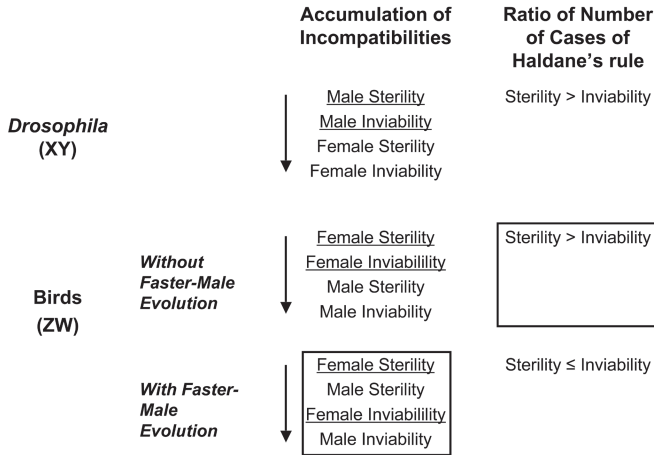 Accumulation of
Incompatibilities
Ratio of Number
of Cases of
Haldane's rule
Drosophila
(XY)
Male Sterility
Male Inviability
Female Sterility
Female Inviability
Sterility > Inviability
Birds
(ZW)
Without
Faster-Male
Evolution
Female Sterility
Female Inviabilility
Male Sterility
Male Inviability
Sterility > Inviability
With Faster-
Male
Evolution
Female Sterility
Male Sterility
Female Inviabilility
Male Inviability
Sterility ≤ Inviability